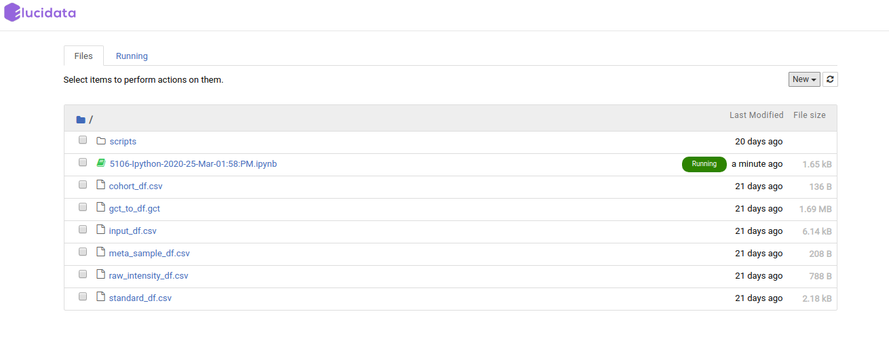 Elucidata
Files Running
Select items to perform actions on them.
New
/ Last Modified File size
scripts 20 days ago
5106-Ipython-2020-25-Mar-01:58:PM.ipynb Running a minute ago 1.65 kB
cohort_df.csv 21 days ago 136 B
gct_to_df.gct 21 days ago 1.69 MB
input_df.csv 21 days ago 6.14 kB
meta_sample_df.csv 21 days ago 208 B
raw_intensity_df.csv 21 days ago 788 B
standard_df.csv 21 days ago 2.18 kB